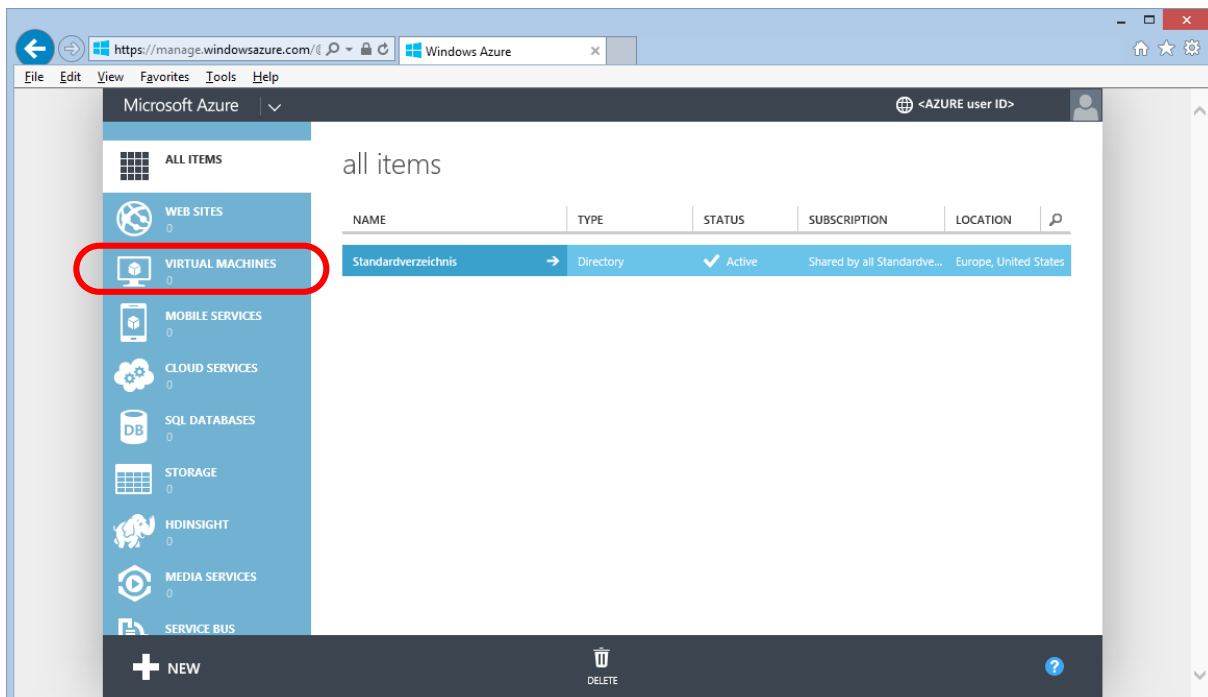 https://manage.windowsazure.com/
Windows Azure
File Edit View Favorites Tools Help
Microsoft Azure
<AZURE user ID>
ALL ITEMS
all items
WEB SITES
0
NAME TYPE STATUS SUBSCRIPTION LOCATION
VIRTUAL MACHINES
0
Standardverzeichnis Directory Active Shared by all Standardve... Europe, United States
MOBILE SERVICES
0
CLOUD SERVICES
0
DB
SQL DATABASES
0
STORAGE
0
HDINSIGHT
0
MEDIA SERVICES
0
SERVICE BUS
NEW
DELETE
?